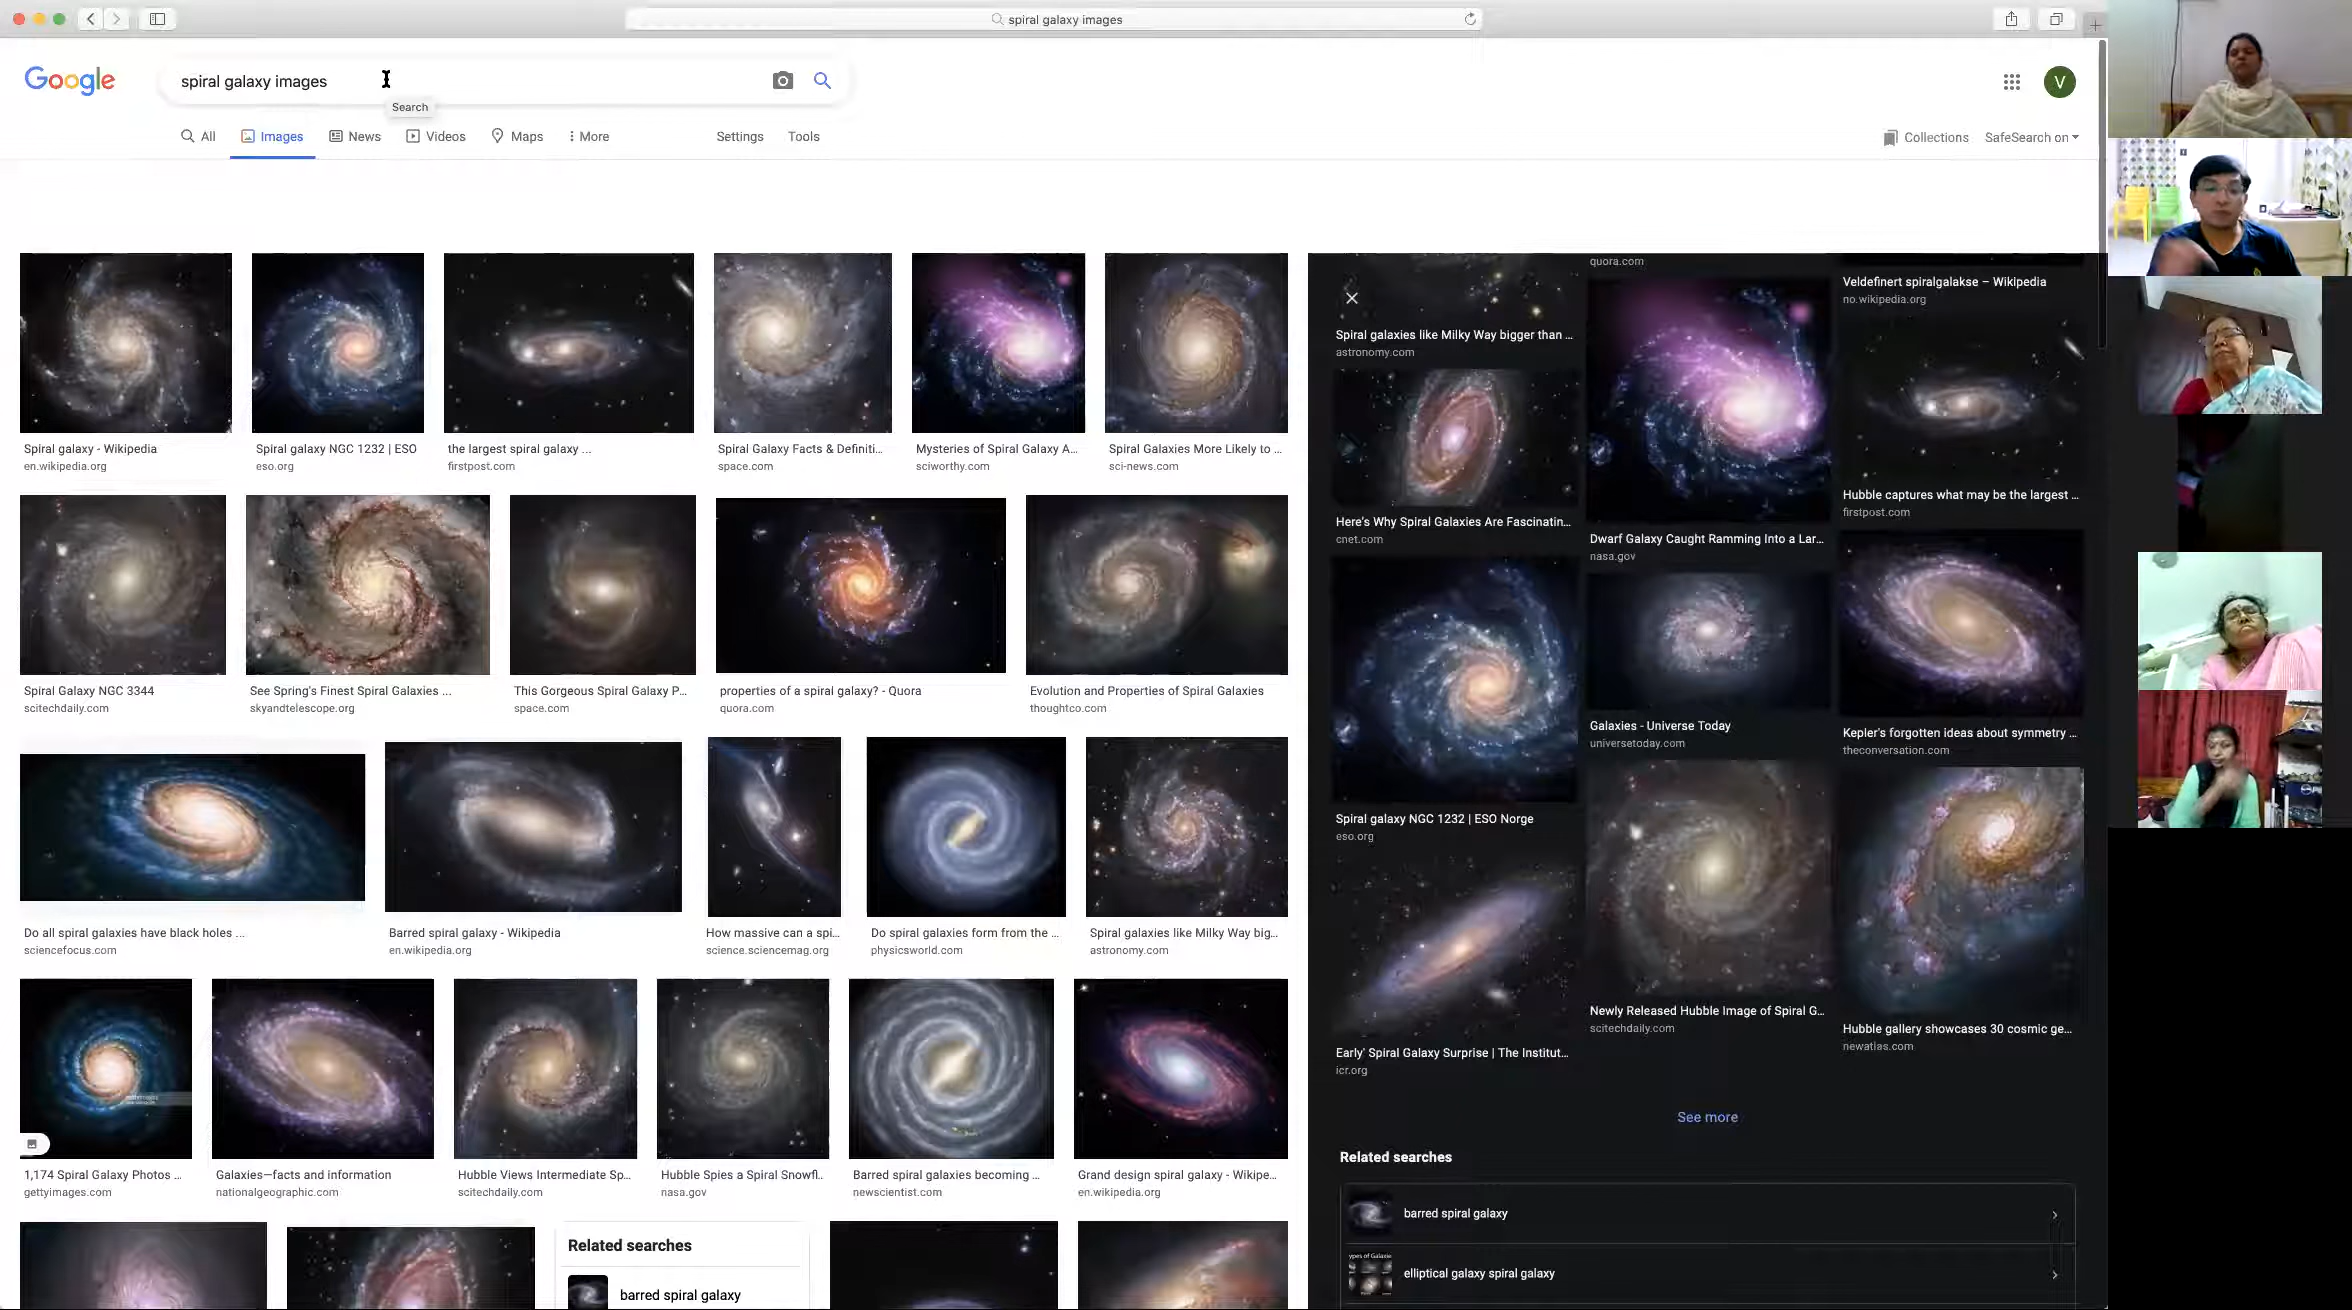 spiral galaxy images
Google
spiral galaxy images
Search
All
Images
News
Videos
Maps
More
Settings
Tools
Collections
SafeSearch on
V
Spiral galaxy - Wikipedia
en.wikipedia.org
Spiral galaxy NGC 1232 | ESO
eso.org
the largest spiral galaxy ...
firstpost.com
Spiral Galaxy Facts & Definiti...
space.com
Mysteries of Spiral Galaxy A...
sciworthy.com
Spiral Galaxies More Likely to ...
sci-news.com
Spiral Galaxy NGC 3344
scitechdaily.com
See Spring's Finest Spiral Galaxies ...
skyandtelescope.org
This Gorgeous Spiral Galaxy P...
space.com
properties of a spiral galaxy? - Quora
quora.com
Evolution and Properties of Spiral Galaxies
thoughtco.com
Do all spiral galaxies have black holes ...
sciencefocus.com
Barred spiral galaxy - Wikipedia
en.wikipedia.org
How massive can a spi...
science.sciencemag.org
Do spiral galaxies form from the ...
physicsworld.com
Spiral galaxies like Milky Way big...
astronomy.com
1,174 Spiral Galaxy Photos ...
gettyimages.com
Galaxies—facts and information
nationalgeographic.com
Hubble Views Intermediate Sp...
scitechdaily.com
Hubble Spies a Spiral Snowfl...
nasa.gov
Barred spiral galaxies becoming ...
newscientist.com
Grand design spiral galaxy - Wikipe...
en.wikipedia.org
Related searches
barred spiral galaxy
Spiral galaxies like Milky Way bigger than ...
astronomy.com
Here's Why Spiral Galaxies Are Fascinatin...
cnet.com
Spiral galaxy NGC 1232 | ESO Norge
eso.org
Early' Spiral Galaxy Surprise | The Institut...
icr.org
quora.com
Dwarf Galaxy Caught Ramming Into a Lar...
nasa.gov
Galaxies - Universe Today
universetoday.com
Newly Released Hubble Image of Spiral G...
scitechdaily.com
Veldefinert spiralgalakse – Wikipedia
no.wikipedia.org
Hubble captures what may be the largest ...
firstpost.com
Kepler's forgotten ideas about symmetry ...
theconversation.com
Hubble gallery showcases 30 cosmic ge...
newatlas.com
See more
Related searches
barred spiral galaxy
ypes of Galaxie
elliptical galaxy spiral galaxy